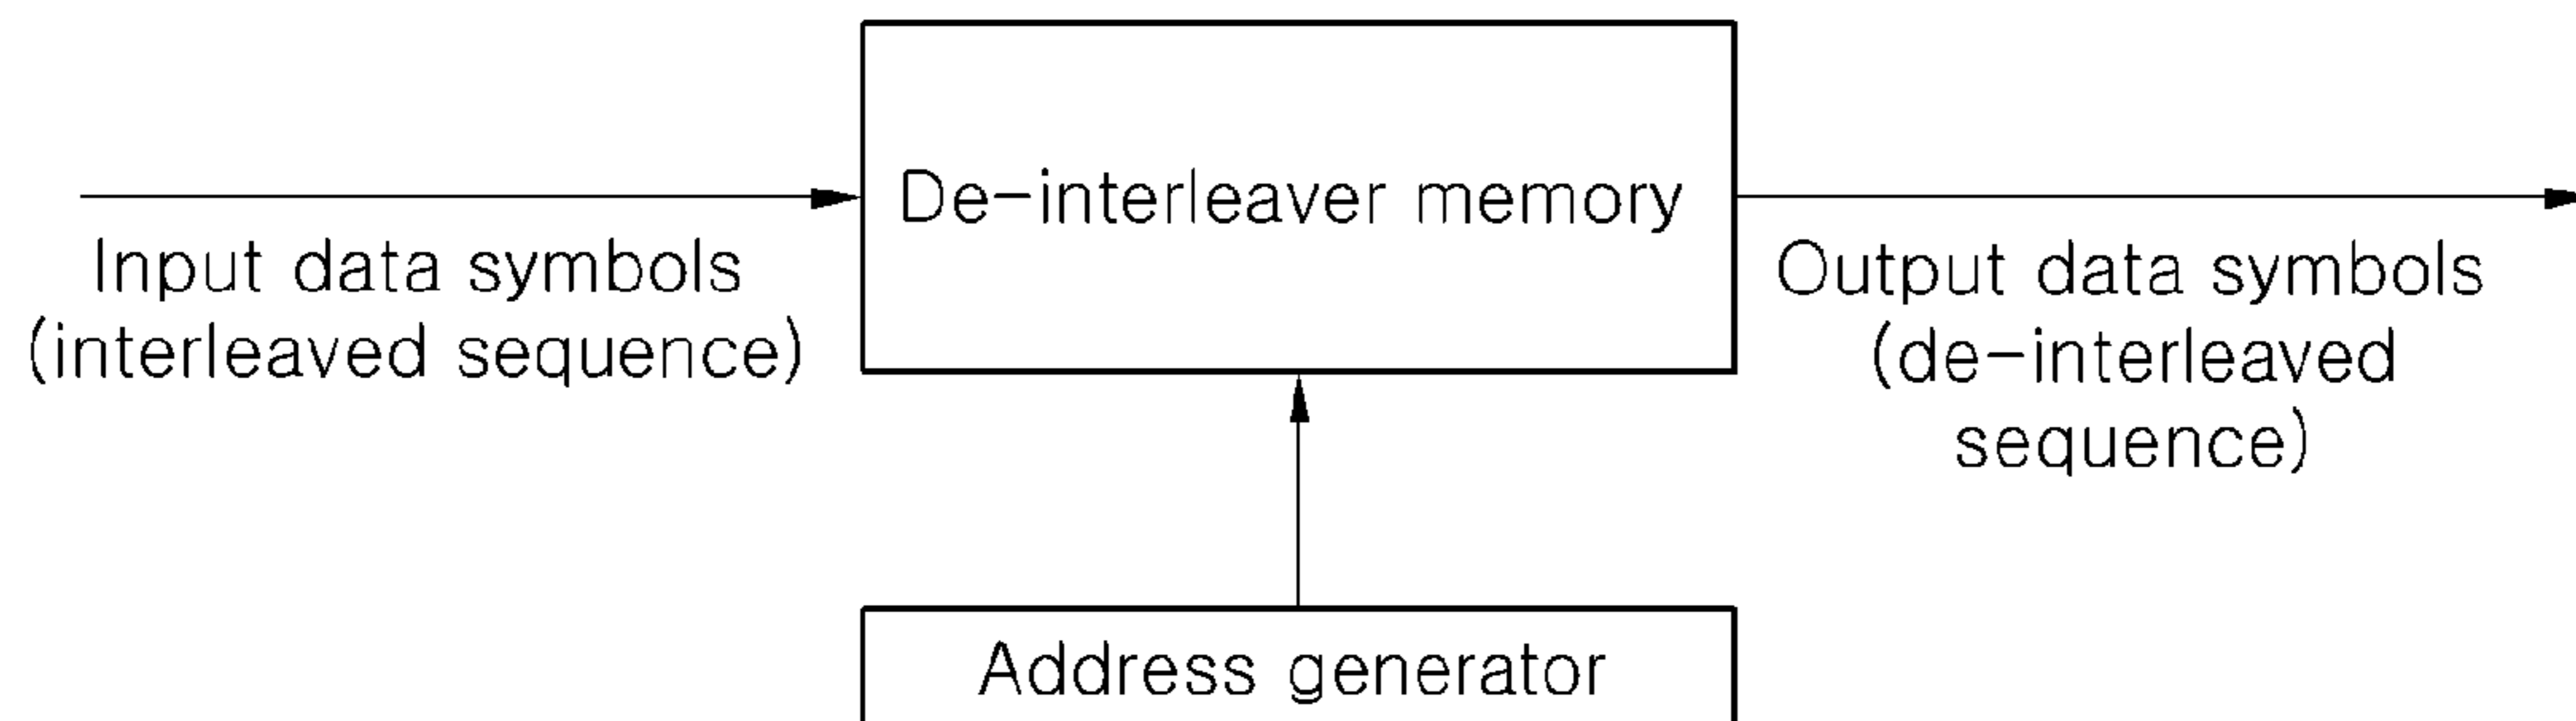 De-interleaver memory
Input data symbols
(interleaved sequence)
Output data symbols
(de-interleaved
sequence)
Address generator